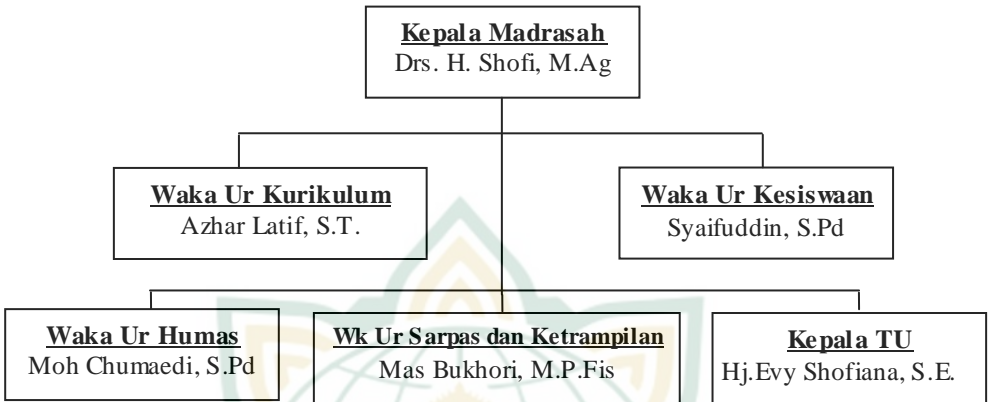 Kepala Madrasah
Drs. H. Shofi, M.Ag
Waka Ur Kurikulum
Azhar Latif, S.T.
Waka Ur Kesiswaan
Syaifuddin, S.Pd
Waka Ur Humas
Moh Chumaedi, S.Pd
Wk Ur Sarpas dan Ketrampilan
Mas Bukhori, M.P.Fis
Kepala TU
Hj.Evy Shofiana, S.E.